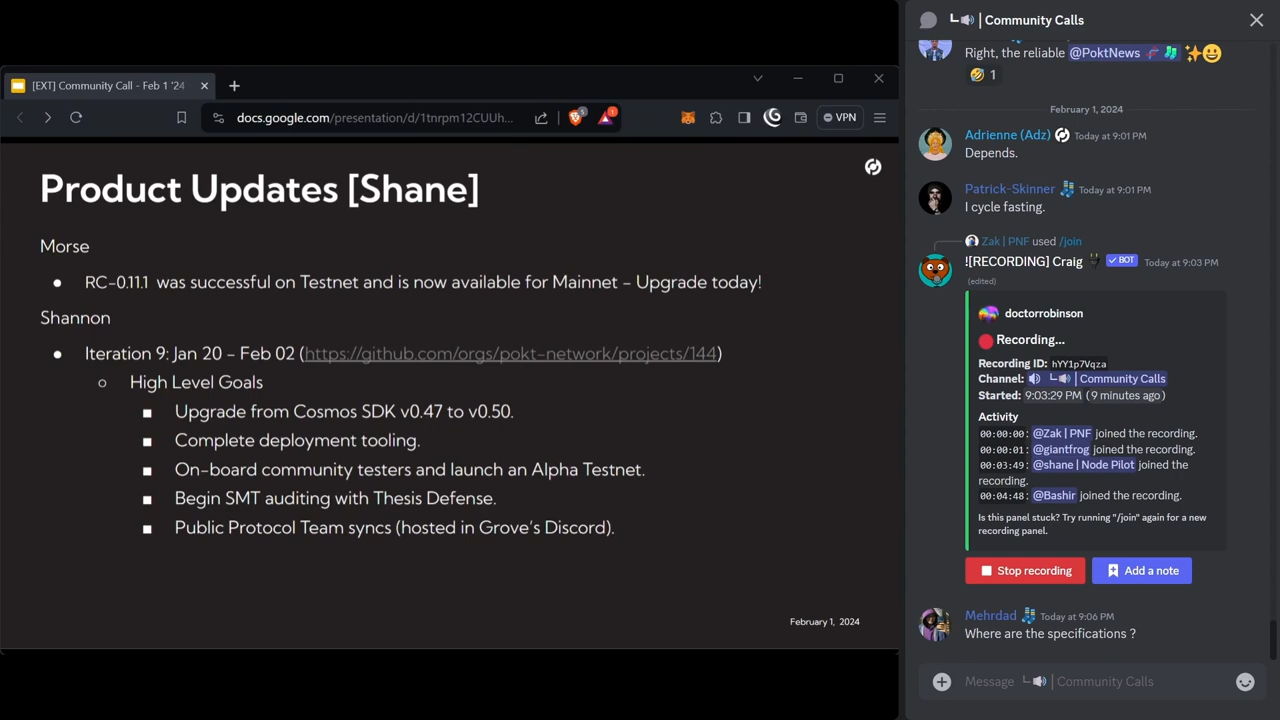 [EXT] Community Call - Feb 1 '24
docs.google.com/presentation/d/1tnrpm12CUUh...
5
1
VPN
Product Updates [Shane]
Morse
● RC-0.11.1 was successful on Testnet and is now available for Mainnet - Upgrade today!
Shannon
● Iteration 9: Jan 20 - Feb 02 (https://github.com/orgs/pokt-network/projects/144)
○ High Level Goals
■ Upgrade from Cosmos SDK v0.47 to v0.50.
■ Complete deployment tooling.
■ On-board community testers and launch an Alpha Testnet.
■ Begin SMT auditing with Thesis Defense.
■ Public Protocol Team syncs (hosted in Grove's Discord).
February 1, 2024
Community Calls
Right, the reliable @PoktNews
1
February 1, 2024
Adrienne (Adz) Today at 9:01 PM
Depends.
Patrick-Skinner Today at 9:01 PM
I cycle fasting.
Zak | PNF used /join
![RECORDING] Craig BOT Today at 9:03 PM
(edited)
doctorrobinson
Recording...
Recording ID: hYY1p7Vqza
Channel: | Community Calls
Started: 9:03:29 PM (9 minutes ago)
Activity
00:00:00: @Zak | PNF joined the recording.
00:00:01: @giantfrog joined the recording.
00:03:49: @shane | Node Pilot joined the
recording.
00:04:48: @Bashir joined the recording.
Is this panel stuck? Try running "/join" again for a new
recording panel.
Stop recording
Add a note
Mehrdad Today at 9:06 PM
Where are the specifications ?
Message | Community Calls